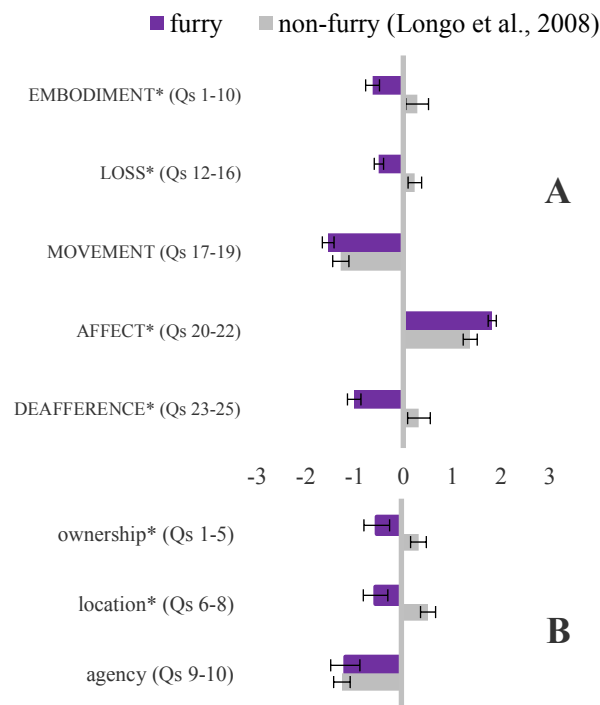 furry non-furry (Longo et al., 2008)
EMBODIMENT* (Qs 1-10)
LOSS* (Qs 12-16)
A
MOVEMENT (Qs 17-19)
AFFECT* (Qs 20-22)
DEAFFERENCE* (Qs 23-25)
-3 -2 -1 0 1 2 3
ownership* (Qs 1-5)
location* (Qs 6-8)
B
agency (Qs 9-10)